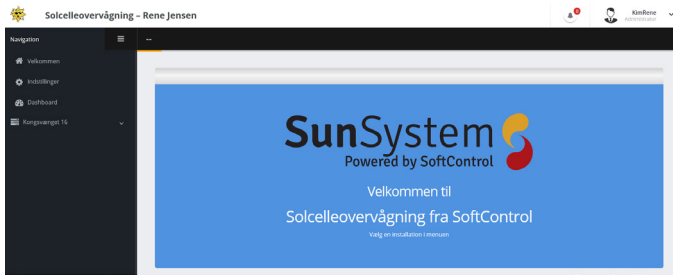 Solcelleovervågning – Rene Jensen
0
KimRene
Administrator
Navigation
--
Velkommen
Indstillinger
Dashboard
Kongsvænget 16
SunSystem
Powered by SoftControl
Velkommen til
Solcelleovervågning fra SoftControl
Vælg en installation i menuen